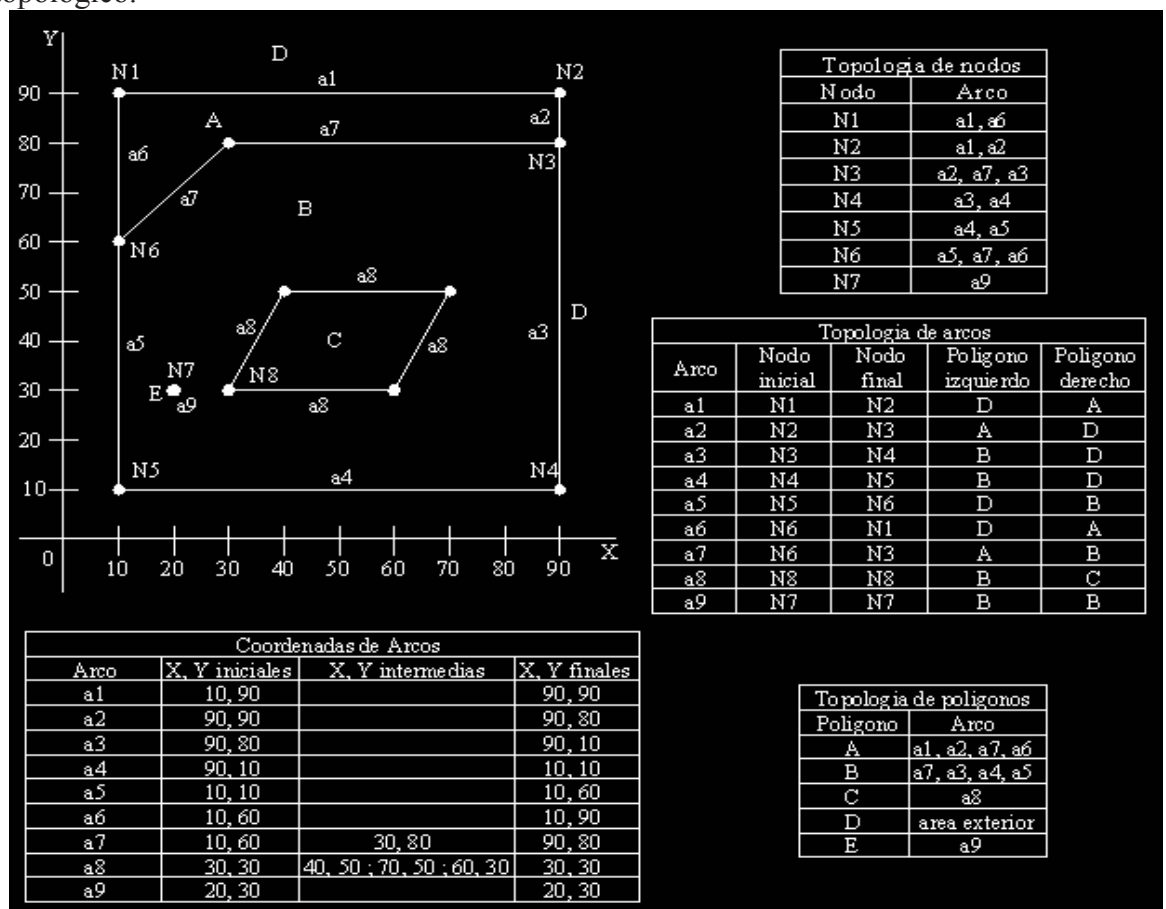 topológico.
Y
D
N1
a1
N2
90
A
a7
a2
80
a6
N3
70
a7
B
60
N6
a8
50
D
a8
C
a8
a3
40
a5
N7
N8
30
E
a9
a8
20
N5
a4
N4
10
0
10 20 30 40 50 60 70 80 90
X
Topologia de nodos
Nodo Arco
N1 a1, a6
N2 a1, a2
N3 a2, a7, a3
N4 a3, a4
N5 a4, a5
N6 a5, a7, a6
N7 a9
Topologia de arcos
Arco Nodo inicial Nodo final Poligono izquierdo Poligono derecho
a1 N1 N2 D A
a2 N2 N3 A D
a3 N3 N4 B D
a4 N4 N5 B D
a5 N5 N6 D B
a6 N6 N1 D A
a7 N6 N3 A B
a8 N8 N8 B C
a9 N7 N7 B B
Coordenadas de Arcos
Arco X, Y iniciales X, Y intermedias X, Y finales
a1 10, 90 90, 90
a2 90, 90 90, 80
a3 90, 80 90, 10
a4 90, 10 10, 10
a5 10, 10 10, 60
a6 10, 60 10, 90
a7 10, 60 30, 80 90, 80
a8 30, 30 40, 50 ; 70, 50 ; 60, 30 30, 30
a9 20, 30 20, 30
Topologia de poligonos
Poligono Arco
A a1, a2, a7, a6
B a7, a3, a4, a5
C a8
D area exterior
E a9